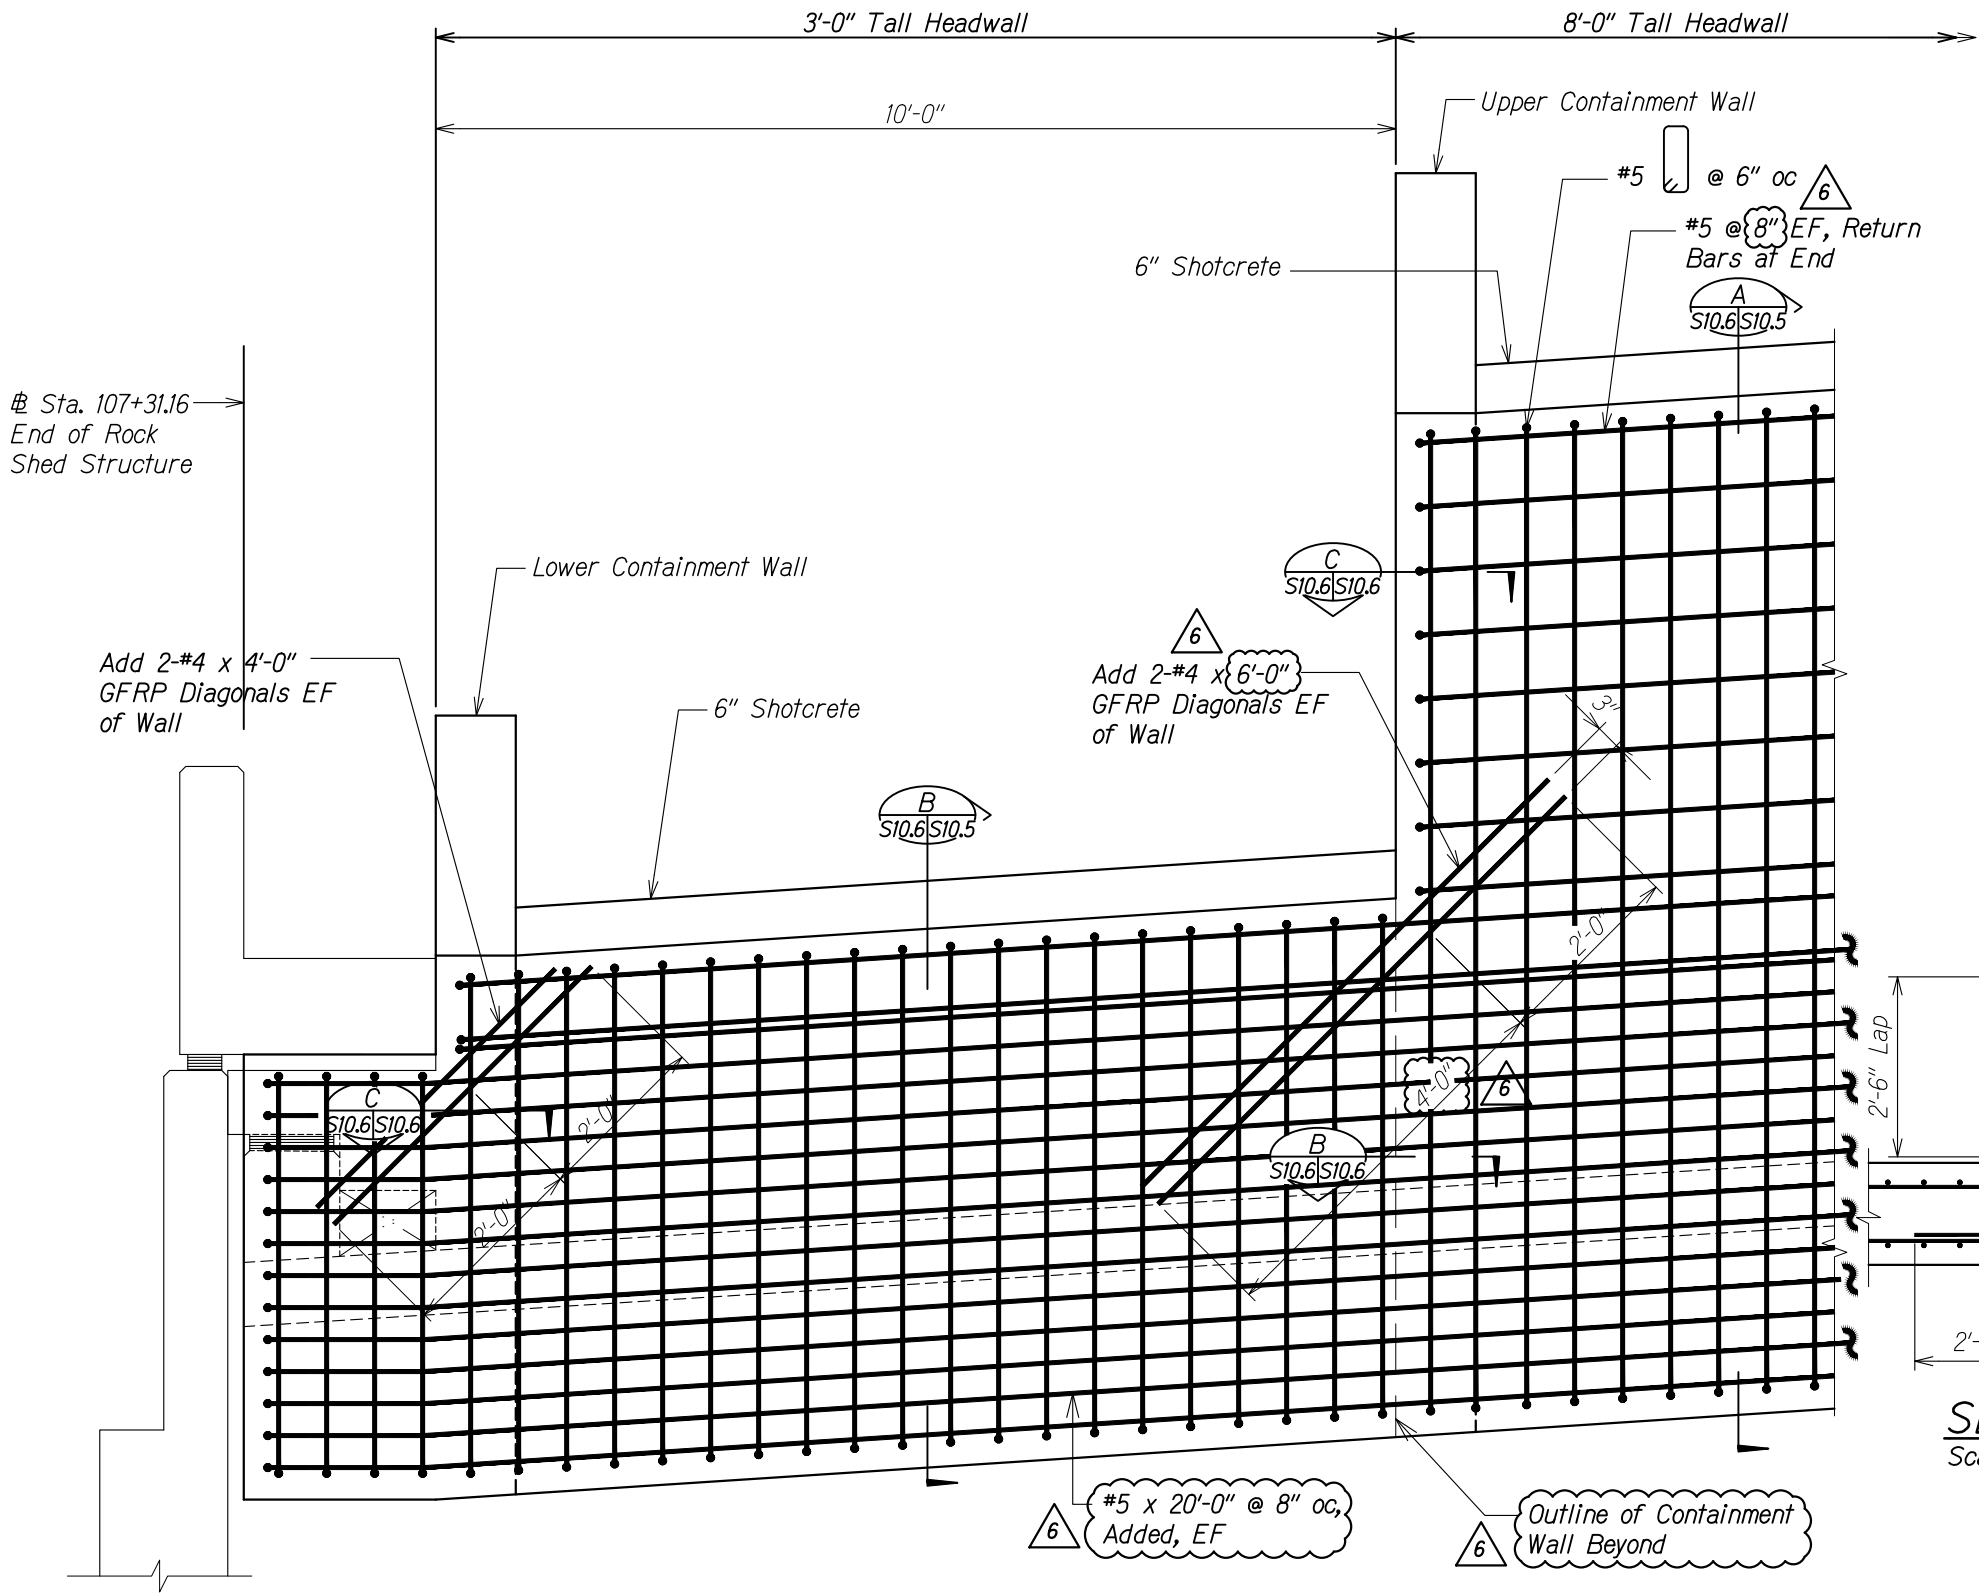 3'-0" Tall Headwall
8'-0" Tall Headwall
10'-0"
Upper Containment Wall
#5 @ 6" oc
6
#5 @ 8" EF, Return
Bars at End
6" Shotcrete
A
S10.6 S10.5
℄ Sta. 107+31.16
End of Rock
Shed Structure
Lower Containment Wall
C
S10.6 S10.6
6
Add 2-#4 x 4'-0"
GFRP Diagonals EF
of Wall
Add 2-#4 x 6'-0"
GFRP Diagonals EF
of Wall
6" Shotcrete
3"
B
S10.6 S10.5
2'-0"
2'-6" Lap
4'-0"
6
C
S10.6 S10.6
2'-0"
B
S10.6 S10.6
2'-0"
2'-
#5 x 20'-0" @ 8" oc,
Added, EF
6
Outline of Containment
Wall Beyond
6